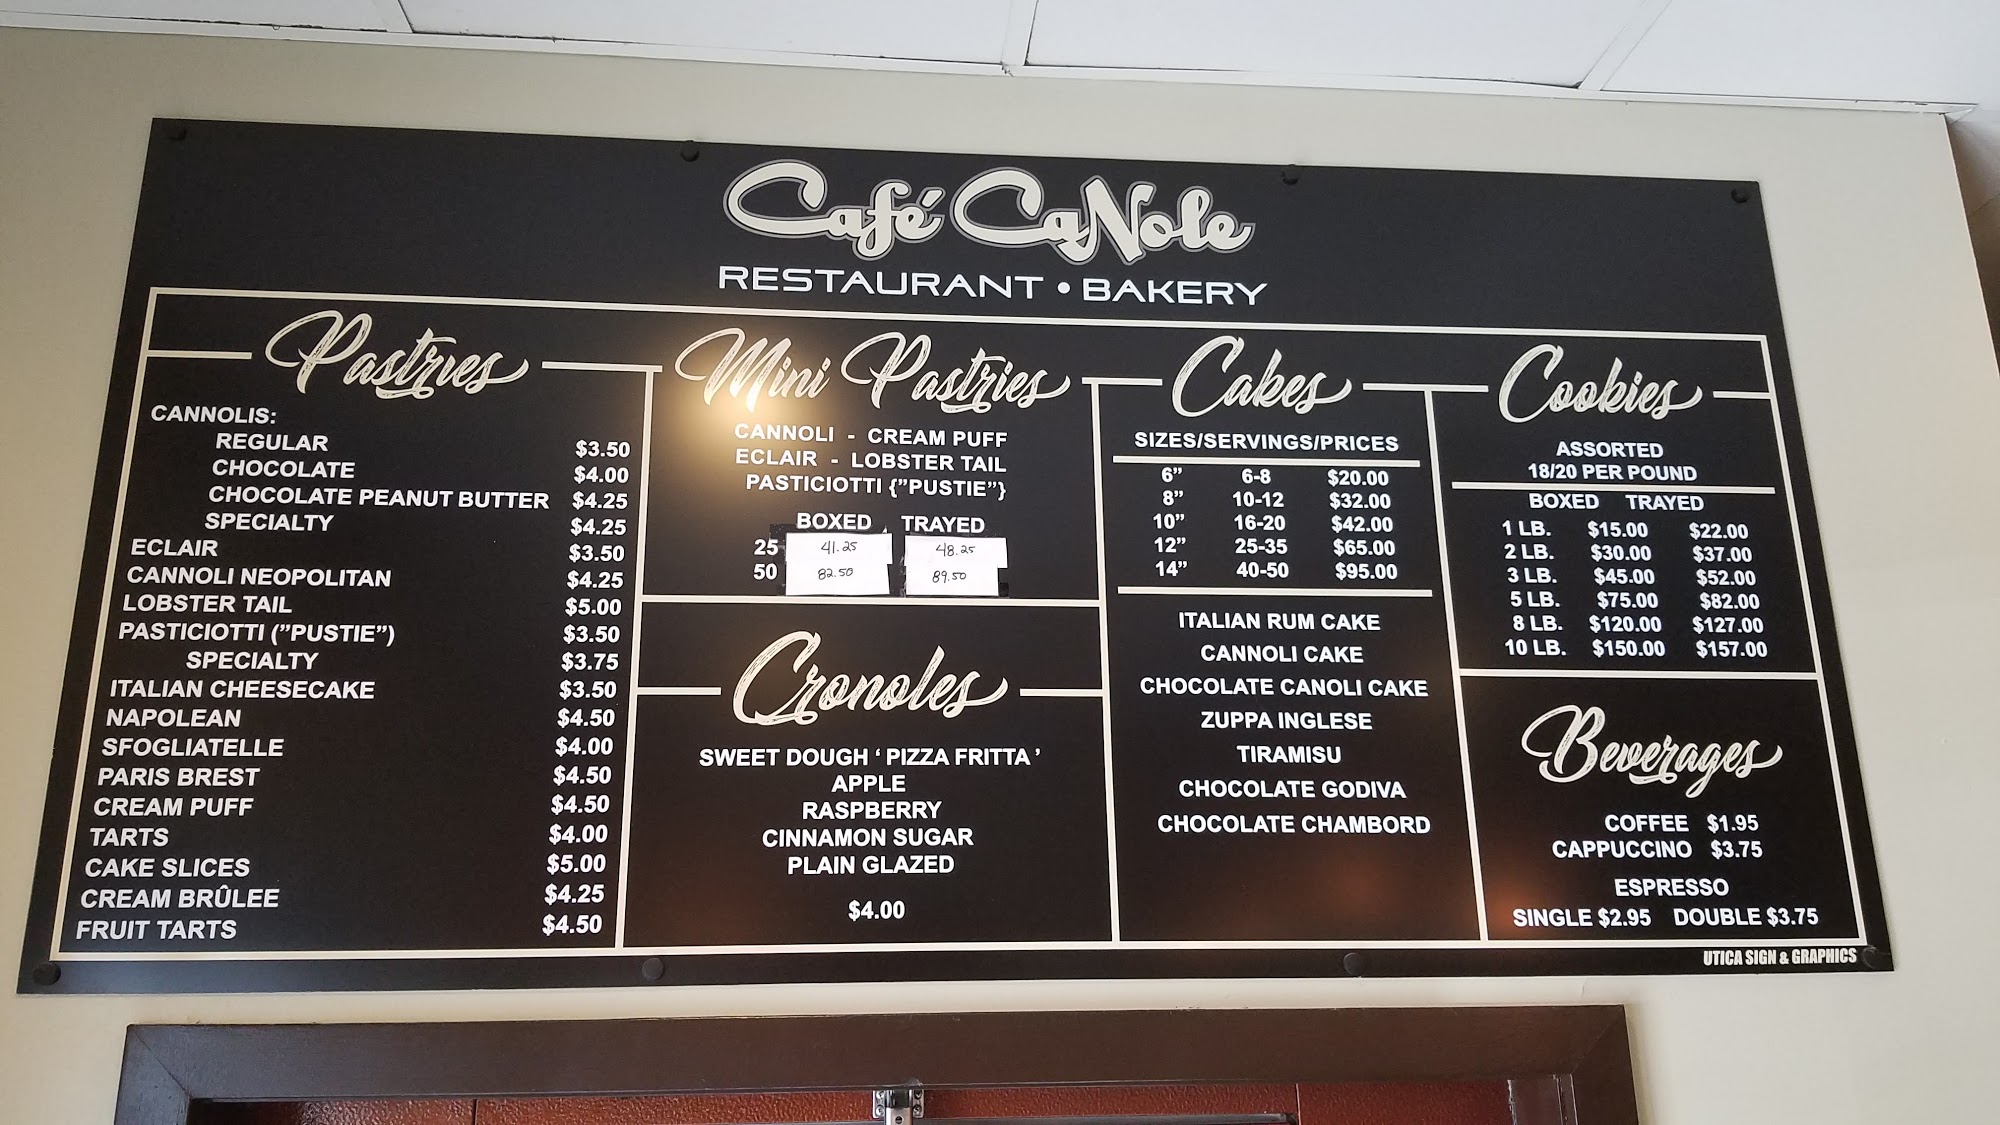 Café CaNole
RESTAURANT • BAKERY
Pastries
CANNOLIS:
REGULAR $3.50
CHOCOLATE $4.00
CHOCOLATE PEANUT BUTTER $4.25
SPECIALTY $4.25
ECLAIR $3.50
CANNOLI NEOPOLITAN $4.25
LOBSTER TAIL $5.00
PASTICIOTTI ("PUSTIE") $3.50
SPECIALTY $3.75
ITALIAN CHEESECAKE $3.50
NAPOLEAN $4.50
SFOGLIATELLE $4.00
PARIS BREST $4.50
CREAM PUFF $4.50
TARTS $4.00
CAKE SLICES $5.00
CREAM BRÛLEE $4.25
FRUIT TARTS $4.50
Mini Pastries
CANNOLI - CREAM PUFF
ECLAIR - LOBSTER TAIL
PASTICIOTTI {"PUSTIE"}
BOXED TRAYED
25 41.25 48.25
50 82.50 89.50
Cronoles
SWEET DOUGH ' PIZZA FRITTA '
APPLE
RASPBERRY
CINNAMON SUGAR
PLAIN GLAZED
$4.00
Cakes
SIZES/SERVINGS/PRICES
6" 6-8 $20.00
8" 10-12 $32.00
10" 16-20 $42.00
12" 25-35 $65.00
14" 40-50 $95.00
ITALIAN RUM CAKE
CANNOLI CAKE
CHOCOLATE CANOLI CAKE
ZUPPA INGLESE
TIRAMISU
CHOCOLATE GODIVA
CHOCOLATE CHAMBORD
Cookies
ASSORTED
18/20 PER POUND
BOXED TRAYED
1 LB. $15.00 $22.00
2 LB. $30.00 $37.00
3 LB. $45.00 $52.00
5 LB. $75.00 $82.00
8 LB. $120.00 $127.00
10 LB. $150.00 $157.00
Beverages
COFFEE $1.95
CAPPUCCINO $3.75
ESPRESSO
SINGLE $2.95 DOUBLE $3.75
UTICA SIGN & GRAPHICS